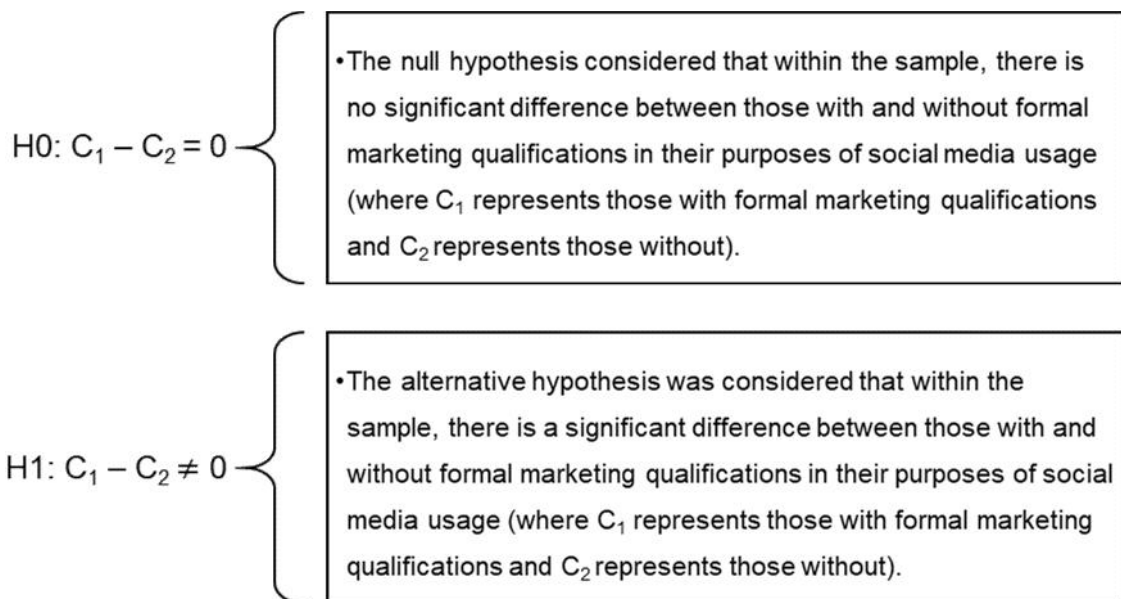 H0: C₁ – C₂ = 0
•The null hypothesis considered that within the sample, there is
no significant difference between those with and without formal
marketing qualifications in their purposes of social media usage
(where C₁ represents those with formal marketing qualifications
and C₂ represents those without).
H1: C₁ – C₂ ≠ 0
•The alternative hypothesis was considered that within the
sample, there is a significant difference between those with and
without formal marketing qualifications in their purposes of social
media usage (where C₁ represents those with formal marketing
qualifications and C₂ represents those without).